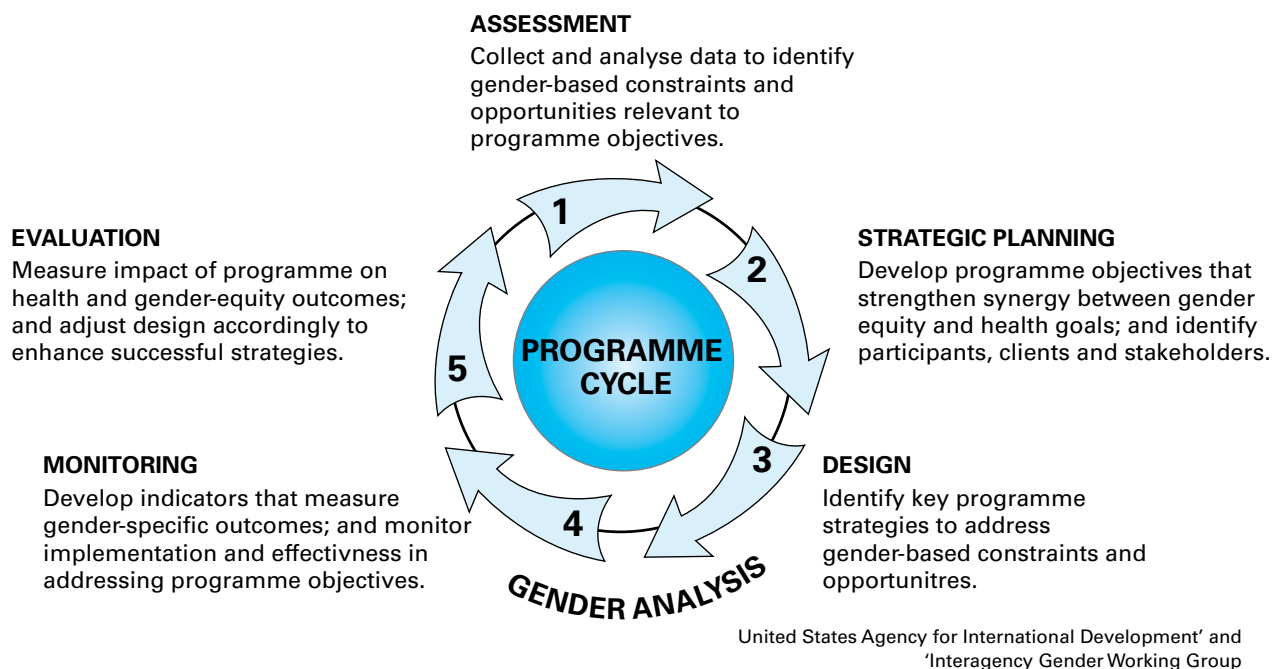 ASSESSMENT
Collect and analyse data to identify
gender-based constraints and
opportunities relevant to
programme objectives.
1
STRATEGIC PLANNING
Develop programme objectives that
strengthen synergy between gender
equity and health goals; and identify
participants, clients and stakeholders.
2
DESIGN
Identify key programme
strategies to address
gender-based constraints and
opportunitres.
3
MONITORING
Develop indicators that measure
gender-specific outcomes; and monitor
implementation and effectivness in
addressing programme objectives.
4
EVALUATION
Measure impact of programme on
health and gender-equity outcomes;
and adjust design accordingly to
enhance successful strategies.
5
PROGRAMME
CYCLE
GENDER ANALYSIS
United States Agency for International Development’ and
‘Interagency Gender Working Group